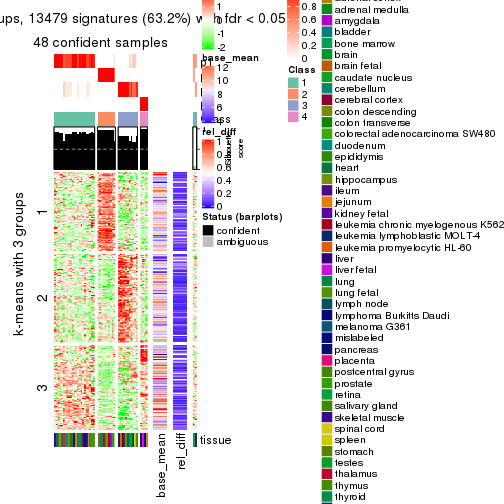 ups, 13479 signatures (63.2%) with fdr < 0.05
48 confident samples
1
0
-1
-2
base_mean
12
10
8
6
rel_diff
1
0.8
0.6
0.4
0.2
0
Silhouette
score
0.8
0.6
0.4
0.2
0
Class
1
2
3
4
Status (barplots)
confident
ambiguous
k-means with 3 groups
1
2
3
base_mean
rel_diff
tissue
adrenal medulla
amygdala
bladder
bone marrow
brain
brain fetal
caudate nucleus
cerebellum
cerebral cortex
colon descending
colon transverse
colorectal adenocarcinoma SW480
duodenum
epididymis
heart
hippocampus
ileum
jejunum
kidney fetal
leukemia chronic myelogenous K562
leukemia lymphoblastic MOLT-4
leukemia promyelocytic HL-60
liver
liver fetal
lung
lung fetal
lymph node
lymphoma Burkitts Daudi
melanoma G361
mislabeled
pancreas
placenta
postcentral gyrus
prostate
retina
salivary gland
skeletal muscle
spinal cord
spleen
stomach
testes
thalamus
thymus
thyroid